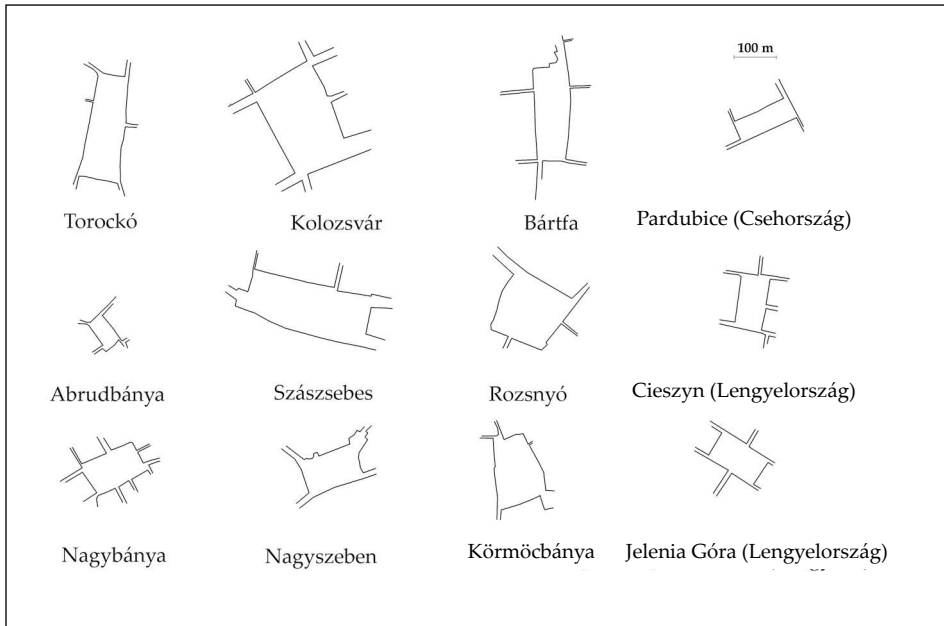 100 m
Torockó Kolozsvár Bártfa Pardubice (Csehország)
Abrudbánya Szászsebes Rozsnyó Cieszyn (Lengyelország)
Nagybánya Nagyszeben Körmöcbánya Jelenia Góra (Lengyelország)